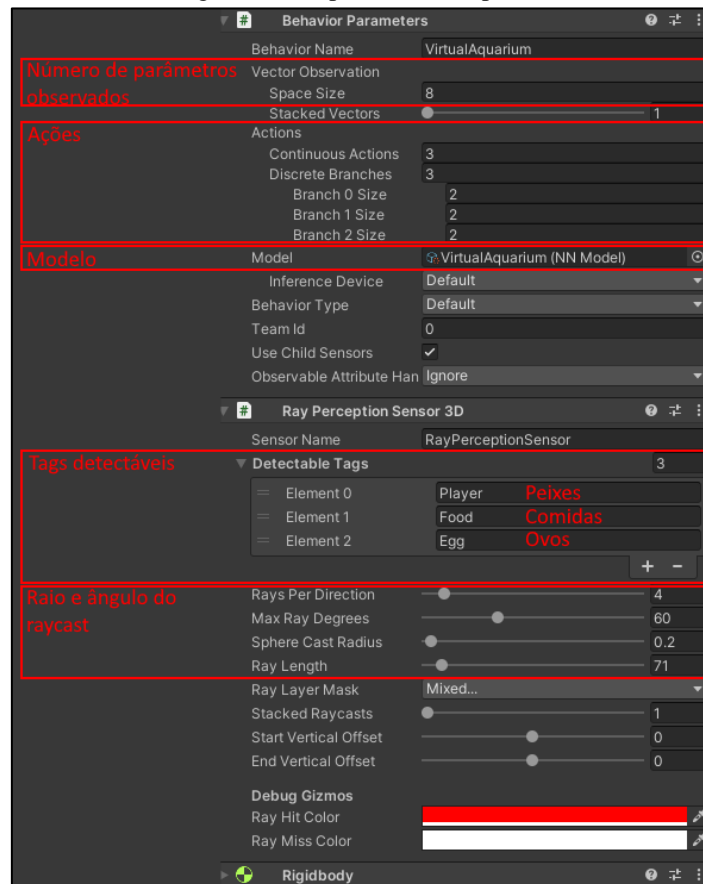 # Behavior Parameters
Behavior Name VirtualAquarium
Número de parâmetros Vector Observation
observados Space Size 8
Stacked Vectors 1
Ações Actions
Continuous Actions 3
Discrete Branches 3
Branch 0 Size 2
Branch 1 Size 2
Branch 2 Size 2
Modelo Model VirtualAquarium (NN Model)
Inference Device Default
Behavior Type Default
Team Id 0
Use Child Sensors
Observable Attribute Han Ignore
# Ray Perception Sensor 3D
Sensor Name RayPerceptionSensor
Tags detectáveis Detectable Tags 3
Element 0 Player Peixes
Element 1 Food Comidas
Element 2 Egg Ovos
+ −
Raio e ângulo do Rays Per Direction 4
raycast Max Ray Degrees 60
Sphere Cast Radius 0.2
Ray Length 71
Ray Layer Mask Mixed...
Stacked Raycasts 1
Start Vertical Offset 0
End Vertical Offset 0
Debug Gizmos
Ray Hit Color
Ray Miss Color
Rigidbody